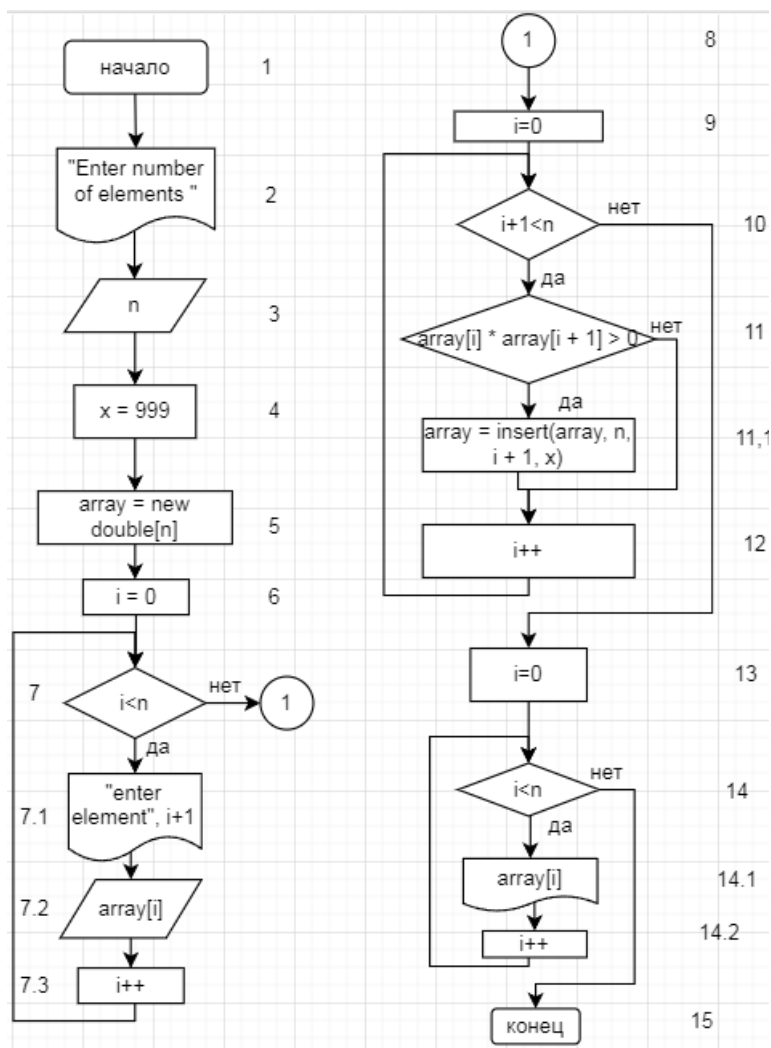 начало
1
"Enter number
of elements "
2
n
3
x = 999
4
array = new
double[n]
5
i = 0
6
7
i<n
нет
1
да
7.1
"enter
element", i+1
7.2
array[i]
7.3
i++
1
8
i=0
9
i+1<n
нет
10
да
array[i] * array[i + 1] > 0
нет
11
да
array = insert(array, n,
i + 1, x)
11,1
i++
12
i=0
13
i<n
нет
14
да
array[i]
14.1
i++
14.2
конец
15